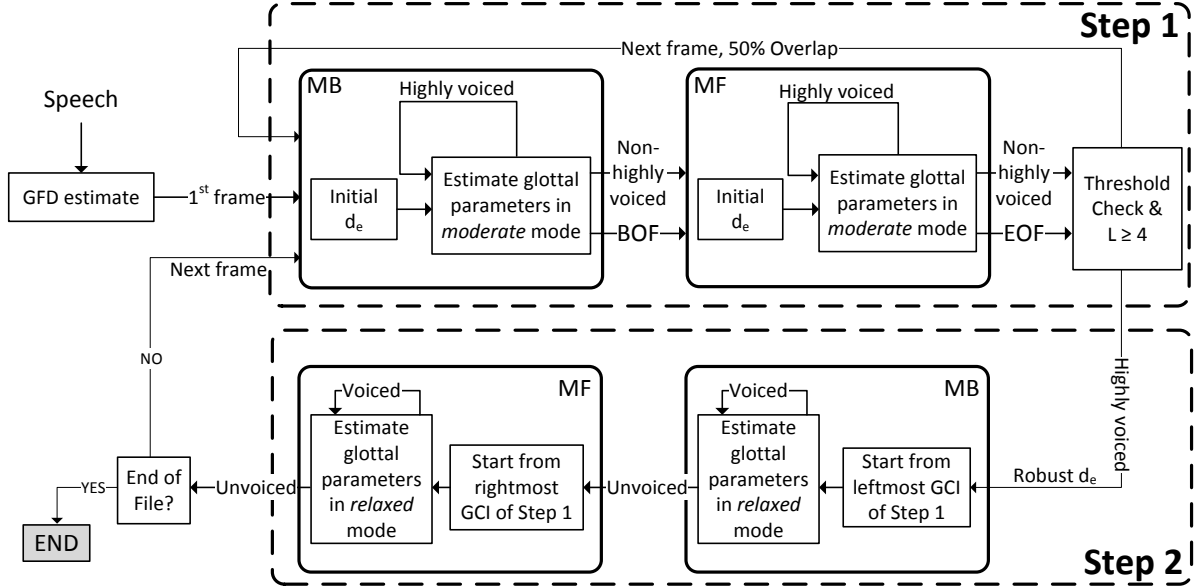 Step 1
Next frame, 50% Overlap
MB
Highly voiced
Initial
dₑ
Estimate glottal
parameters in
moderate mode
Non-
highly
voiced
BOF
MF
Highly voiced
Initial
dₑ
Estimate glottal
parameters in
moderate mode
Non-
highly
voiced
EOF
Threshold
Check &
L ≥ 4
Speech
GFD estimate
1st frame
Next frame
NO
Highly voiced
Robust dₑ
MB
Start from
leftmost GCI
of Step 1
Voiced
Estimate
glottal
parameters
in relaxed
mode
Unvoiced
MF
Start from
rightmost
GCI of Step 1
Voiced
Estimate
glottal
parameters
in relaxed
mode
Unvoiced
End of
File?
YES
END
Step 2